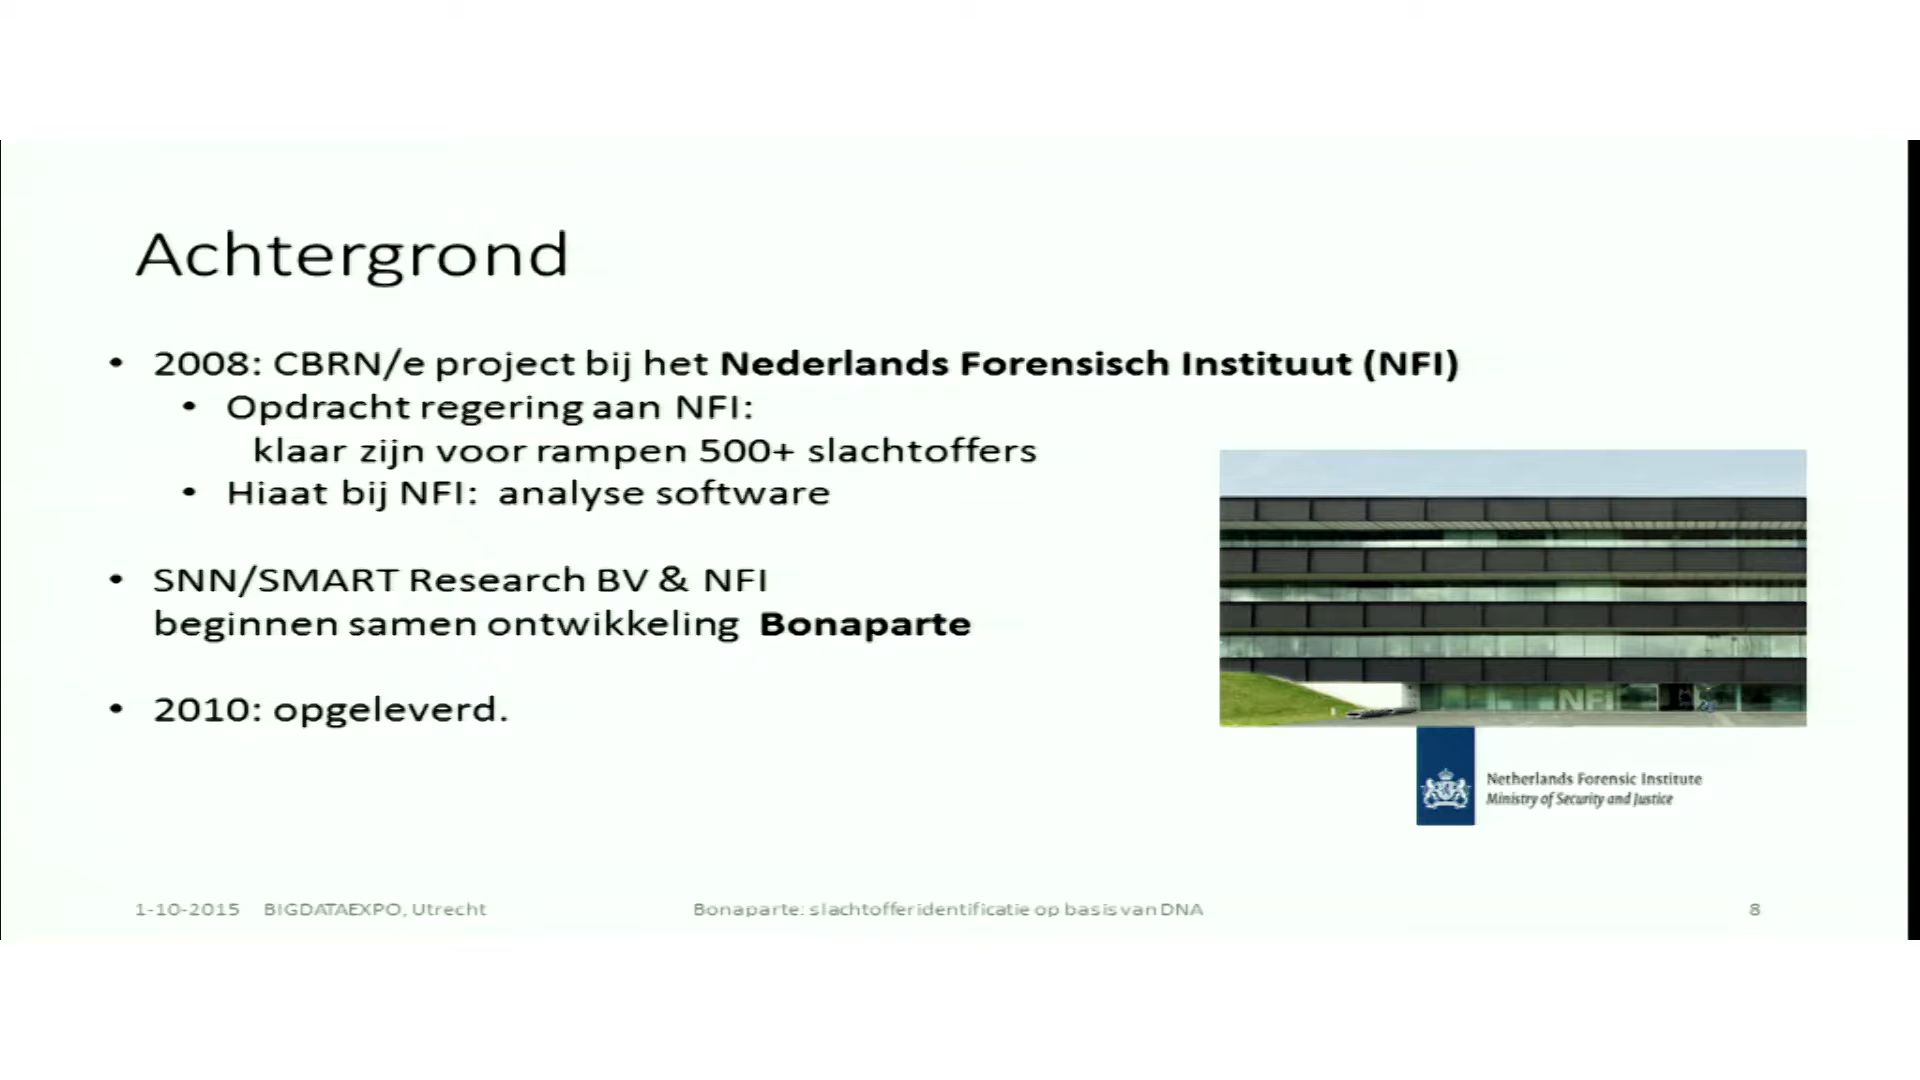 Achtergrond
• 2008: CBRN/e project bij het Nederlands Forensisch Instituut (NFI)
• Opdracht regering aan NFI:
klaar zijn voor rampen 500+ slachtoffers
• Hiaat bij NFI: analyse software
• SNN/SMART Research BV & NFI
beginnen samen ontwikkeling Bonaparte
• 2010: opgeleverd.
NFi
Netherlands Forensic Institute
Ministry of Security and Justice
1-10-2015 BIGDATAEXPO, Utrecht
Bonaparte: slachtofferidentificatie op basis van DNA
8